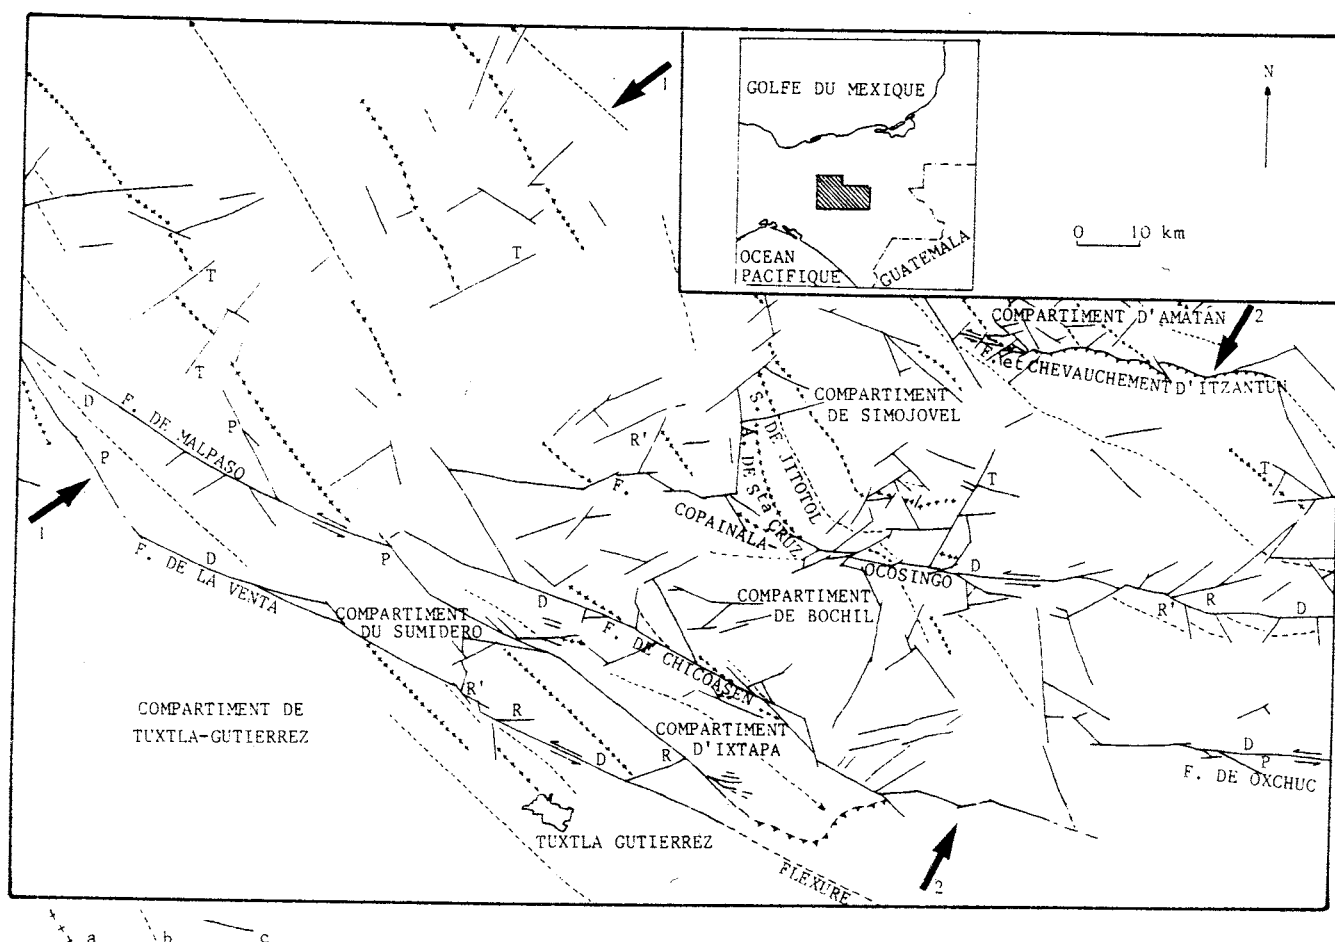 1
GOLFE DU MEXIQUE
N
0 10 km
OCEAN
PACIFIQUE
GUATEMALA
T
T
T
COMPARTIMENT D'AMATÁN
2
F. et CHEVAUCHEMENT D'ITZANTUN
COMPARTIMENT
DE SIMOJOVEL
S. DE JITOTOL
A. DE Sta CRUZ
D
F. DE MALPASO
P
P
R'
T
T
F. COPAINALA-OCOSINGO
1
P
D
D
F. DE LA VENTA
D
COMPARTIMENT
DE BOCHIL
R'
R
D
COMPARTIMENT
DU SUMIDERO
F. DE CHICOASEN
R'
R
COMPARTIMENT
D'IXTAPA
R
D
COMPARTIMENT DE
TUXTLA-GUTIERREZ
D
P
F. DE OXCHUC
TUXTLA GUTIERREZ
FLEXURE
2
a b c